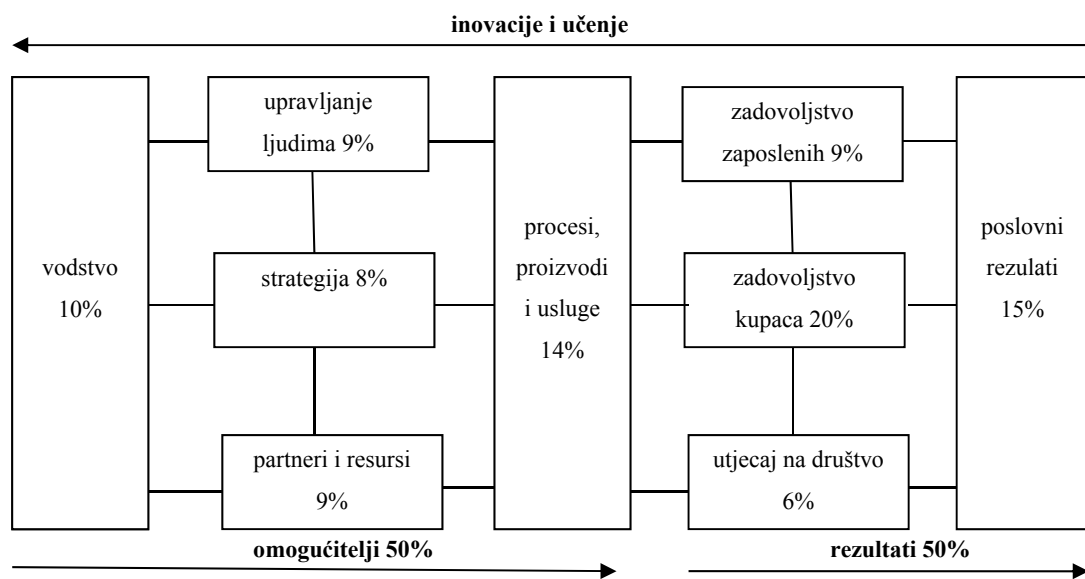 inovacije i učenje
vodstvo
10%
upravljanje
ljudima 9%
strategija 8%
partneri i resursi
9%
procesi,
proizvodi
i usluge
14%
zadovoljstvo
zaposlenih 9%
zadovoljstvo
kupaca 20%
utjecaj na društvo
6%
poslovni
rezulati
15%
omogućitelji 50%
rezultati 50%